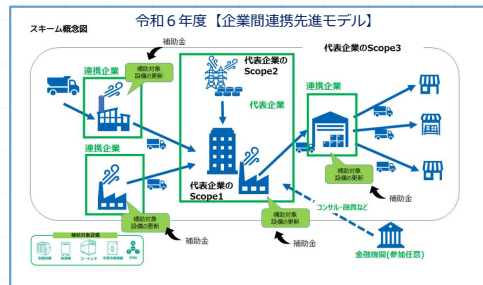 令和６年度【企業間連携先進モデル】
スキーム概念図
補助金
代表企業のScope3
連携企業
補助対象
設備の更新
代表企業の
Scope2
代表企業
連携企業
連携企業
代表企業の
Scope1
補助対象
設備の更新
補助金
補助対象
設備の更新
補助金
補助対象
設備の更新
補助金
コンサル・融資など
金融機関(参加任意)
補助対象設備